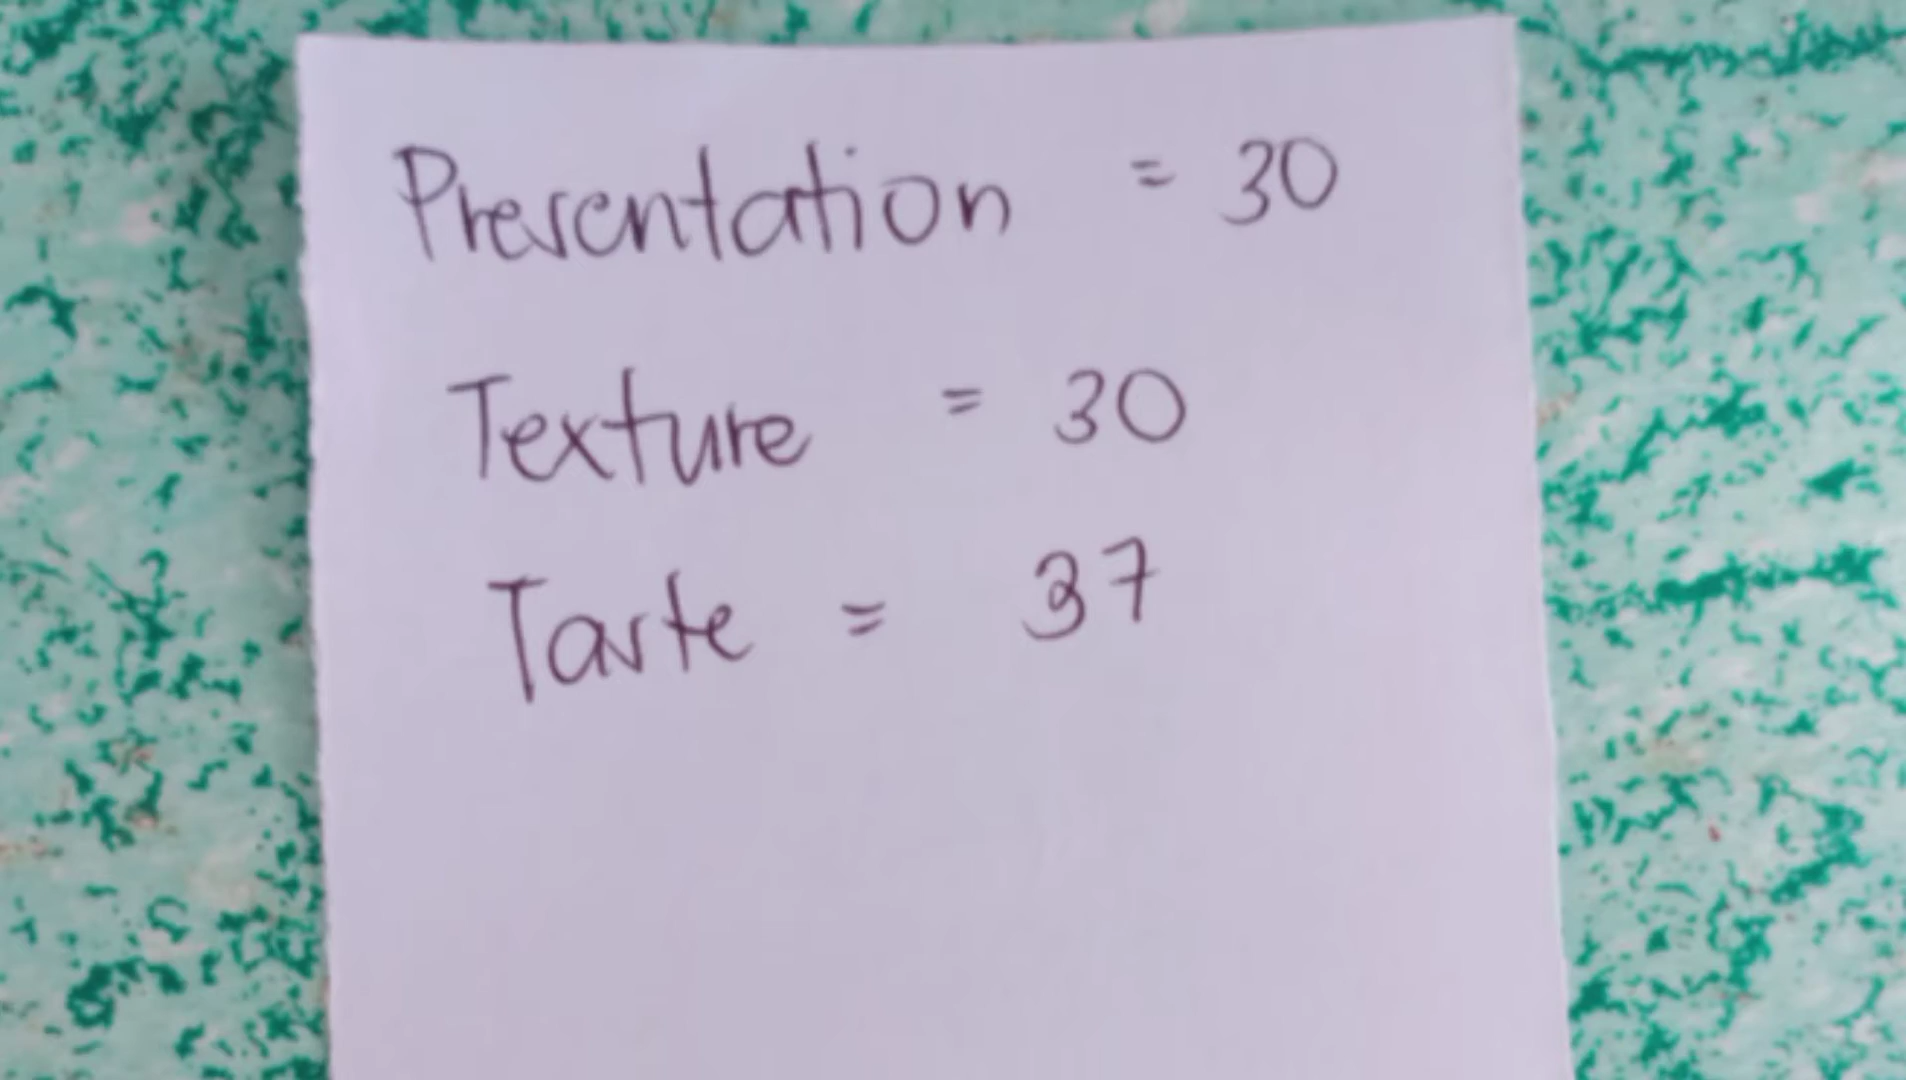 Presentation = 30
Texture = 30
Taste = 37